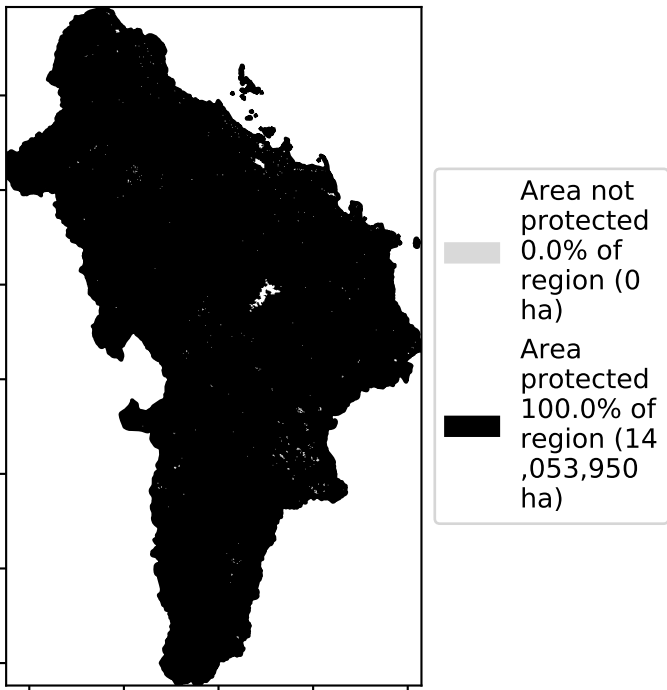 Area not
protected
0.0% of
region (0
ha)
Area
protected
100.0% of
region (14
,053,950
ha)